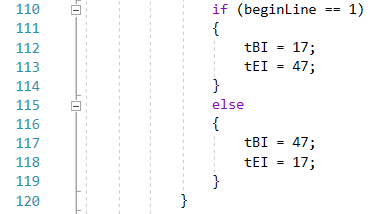 110 if (beginLine == 1)
111 {
112 tBI = 17;
113 tEI = 47;
114 }
115 else
116 {
117 tBI = 47;
118 tEI = 17;
119 }
120 }